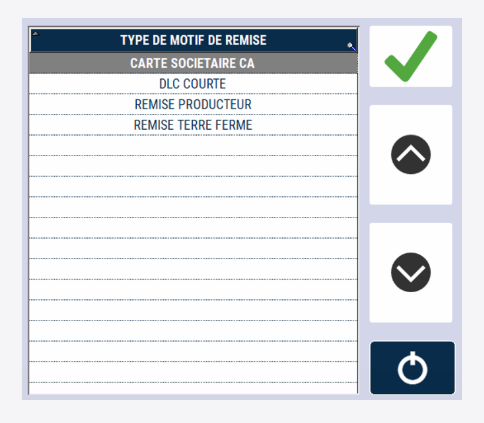 TYPE DE MOTIF DE REMISE
CARTE SOCIETAIRE CA
DLC COURTE
REMISE PRODUCTEUR
REMISE TERRE FERME